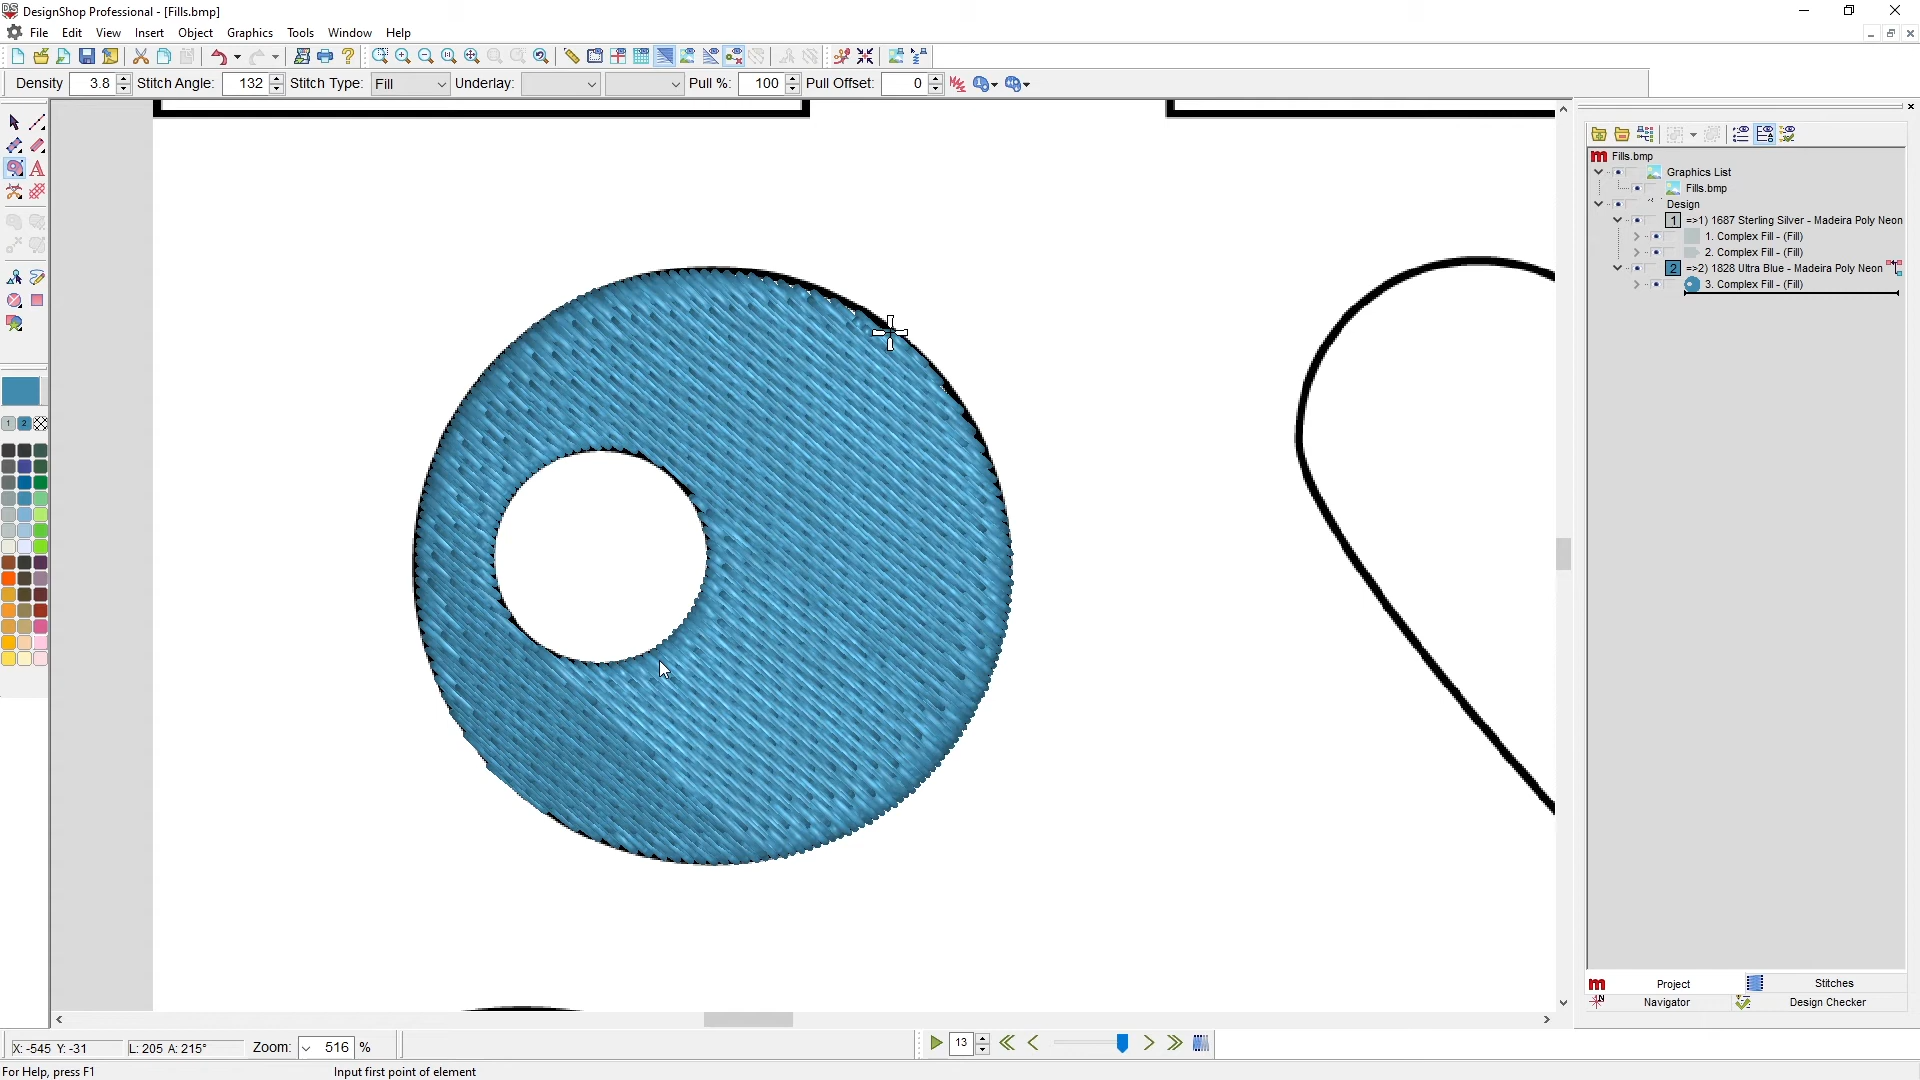 DesignShop Professional - [Fills.bmp]
File Edit View Insert Object Graphics Tools Window Help
Density 3.8 Stitch Angle: 132 Stitch Type: Fill Underlay: Pull %: 100 Pull Offset: 0
Fills.bmp
Graphics List
Fills.bmp
Design
1 =>1) 1687 Sterling Silver - Madeira Poly Neon
1. Complex Fill - (Fill)
2. Complex Fill - (Fill)
2 =>2) 1828 Ultra Blue - Madeira Poly Neon
3. Complex Fill - (Fill)
1 2
Project Stitches
Navigator Design Checker
X: -545 Y: -31 L: 205 A: 215° Zoom: 516 % 13
For Help, press F1 Input first point of element